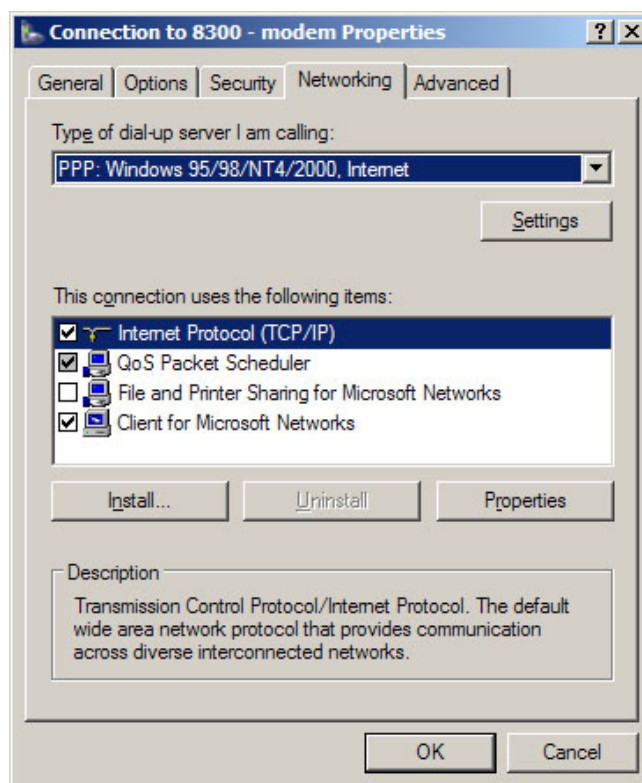 Connection to 8300 - modem Properties
General Options Security Networking Advanced
Type of dial-up server I am calling:
PPP: Windows 95/98/NT4/2000, Internet
Settings
This connection uses the following items:
Internet Protocol (TCP/IP)
QoS Packet Scheduler
File and Printer Sharing for Microsoft Networks
Client for Microsoft Networks
Install... Uninstall Properties
Description
Transmission Control Protocol/Internet Protocol. The default
wide area network protocol that provides communication
across diverse interconnected networks.
OK Cancel